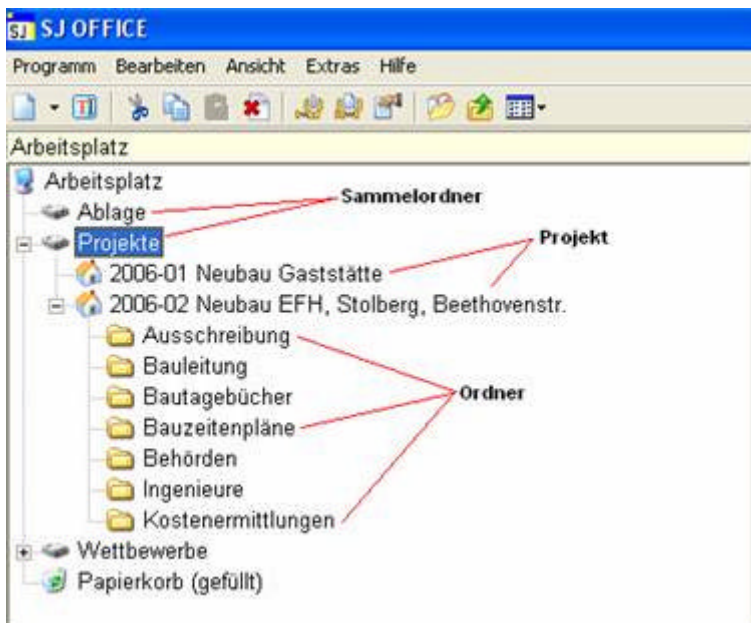 SJ SJ OFFICE
Programm Bearbeiten Ansicht Extras Hilfe
Arbeitsplatz
Arbeitsplatz
Ablage
Sammelordner
Projekte
Projekt
2006-01 Neubau Gaststätte
2006-02 Neubau EFH, Stolberg, Beethovenstr.
Ausschreibung
Bauleitung
Bautagebücher
Ordner
Bauzeitenpläne
Behörden
Ingenieure
Kostenermittlungen
Wettbewerbe
Papierkorb (gefüllt)